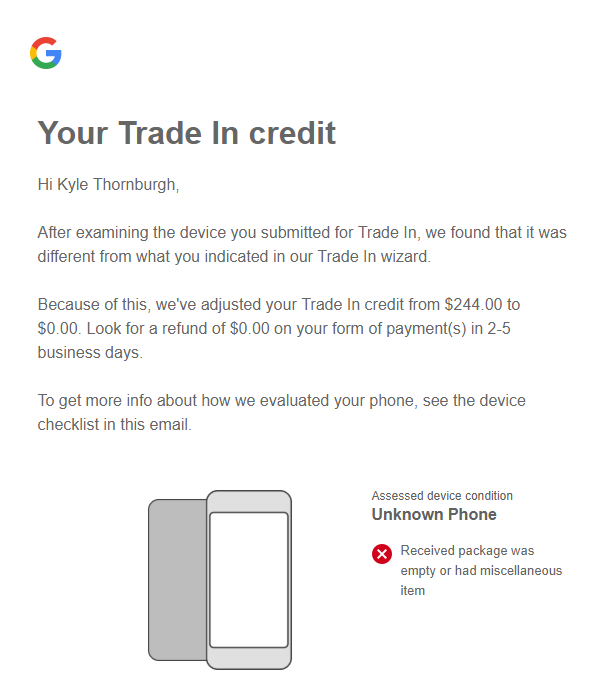 Your Trade In credit
Hi Kyle Thornburgh,
After examining the device you submitted for Trade In, we found that it was
different from what you indicated in our Trade In wizard.
Because of this, we've adjusted your Trade In credit from $244.00 to
$0.00. Look for a refund of $0.00 on your form of payment(s) in 2-5
business days.
To get more info about how we evaluated your phone, see the device
checklist in this email.
Assessed device condition
Unknown Phone
Received package was
empty or had miscellaneous
item